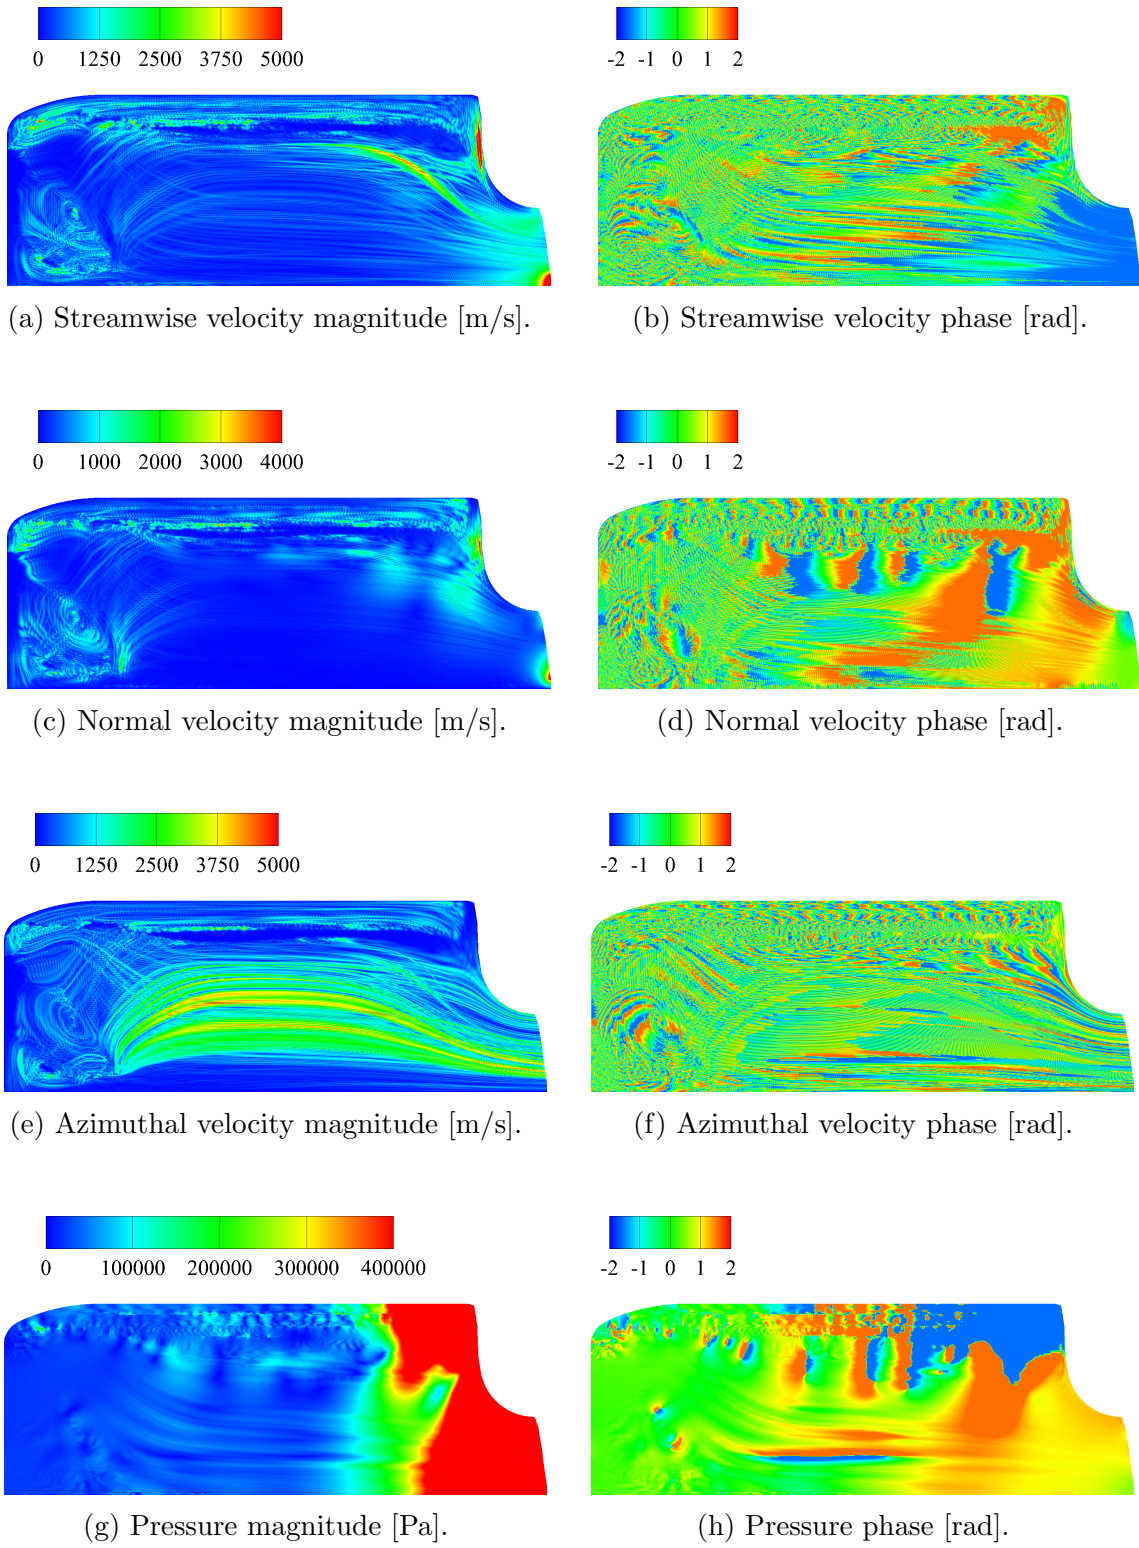 0 1250 2500 3750 5000
-2 -1 0 1 2
(a) Streamwise velocity magnitude [m/s].
(b) Streamwise velocity phase [rad].
0 1000 2000 3000 4000
-2 -1 0 1 2
(c) Normal velocity magnitude [m/s].
(d) Normal velocity phase [rad].
0 1250 2500 3750 5000
-2 -1 0 1 2
(e) Azimuthal velocity magnitude [m/s].
(f) Azimuthal velocity phase [rad].
0 100000 200000 300000 400000
-2 -1 0 1 2
(g) Pressure magnitude [Pa].
(h) Pressure phase [rad].